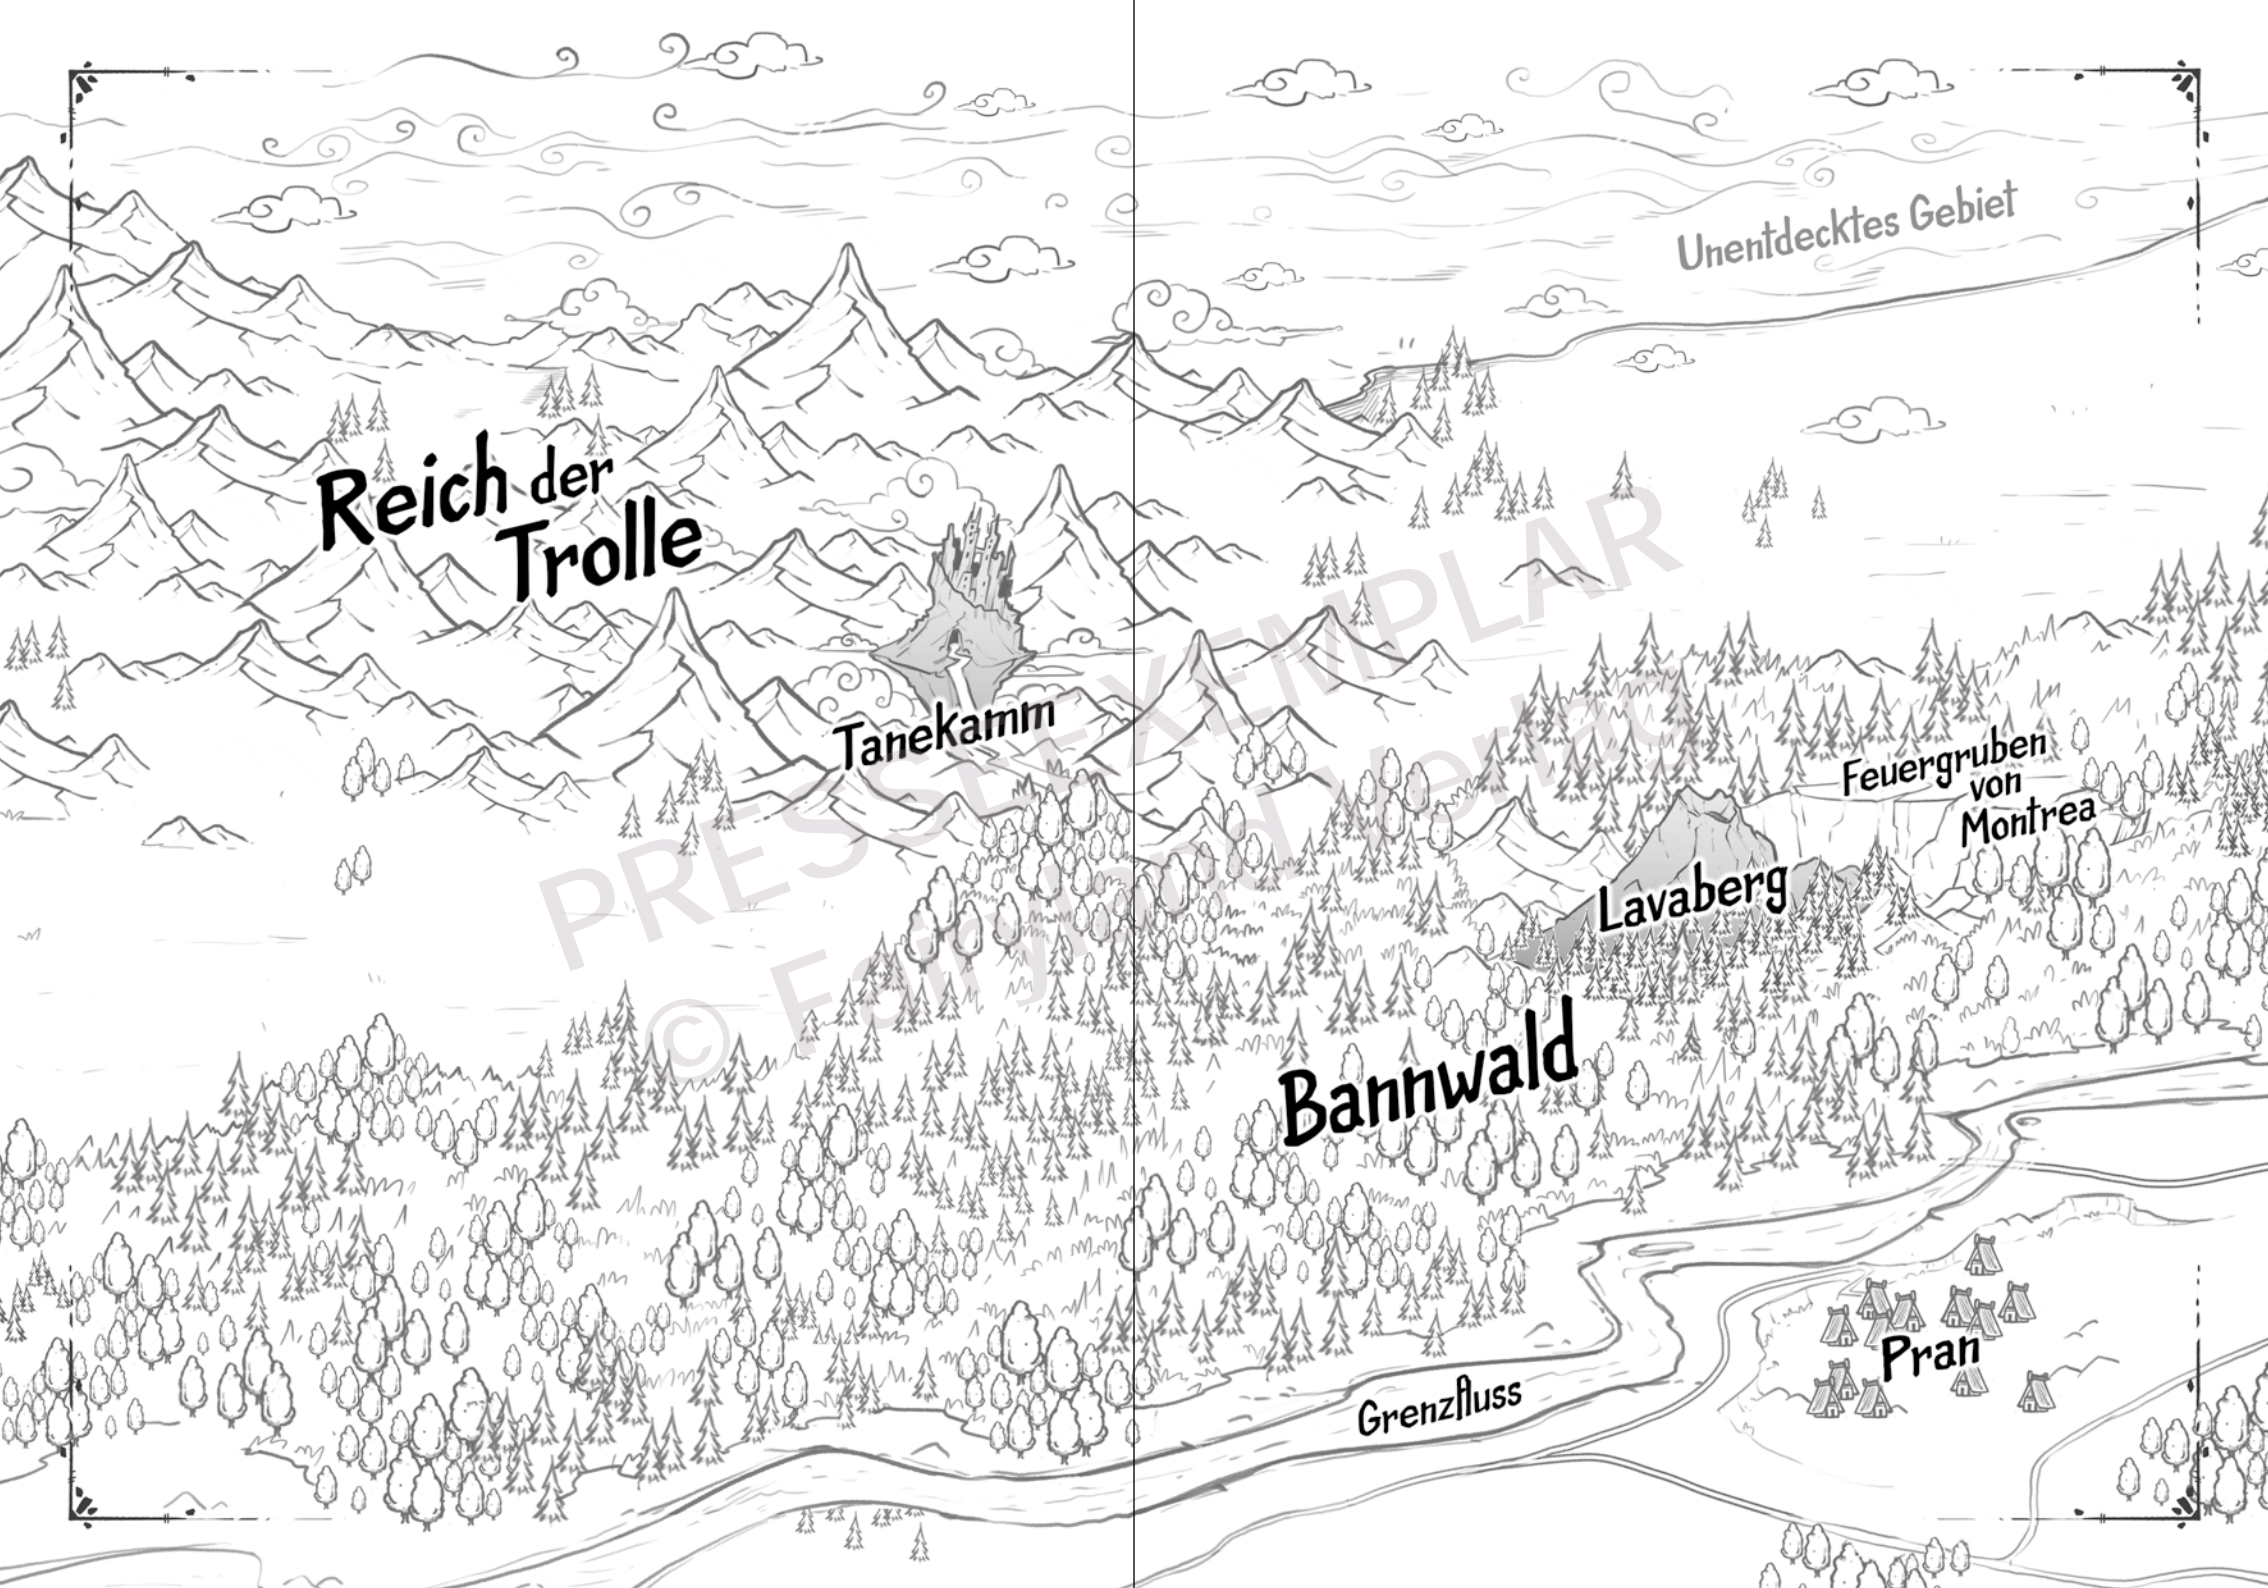 Unentdecktes Gebiet
Reich der
Trolle
Tanekamm
Feuergruben
von
Montrea
Lavaberg
Bannwald
Pran
Grenzfluss
PRESSEEXEMPLAR
© Fairyland Verlag